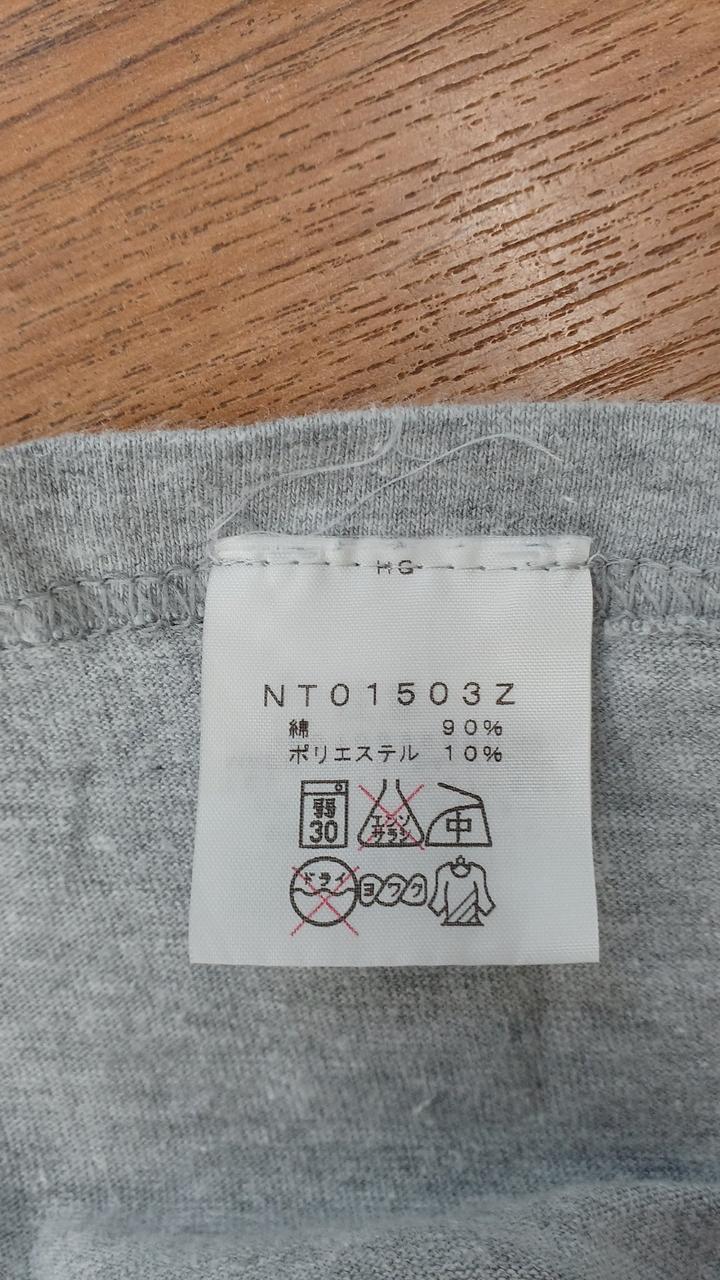 HG
NT01503Z
綿 90%
ポリエステル 10%
弱 30 エンソ サラシ 中
ドライ ヨワク